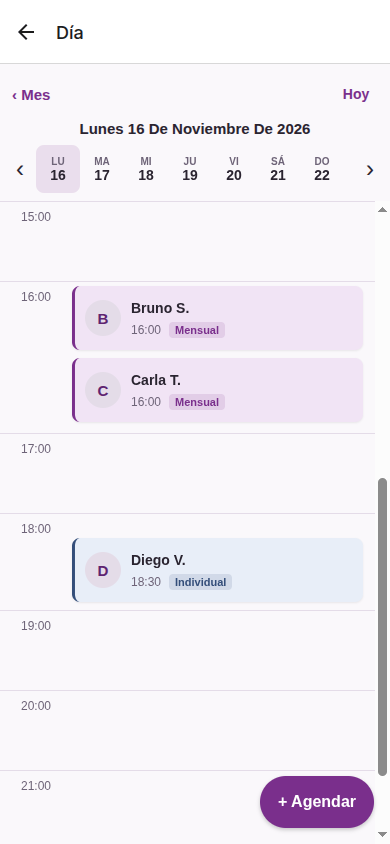 Día
‹ Mes
Hoy
Lunes 16 De Noviembre De 2026
‹ LU MA MI JU VI SÁ DO ›
16 17 18 19 20 21 22
15:00
16:00
B Bruno S.
16:00 Mensual
C Carla T.
16:00 Mensual
17:00
18:00
D Diego V.
18:30 Individual
19:00
20:00
21:00
+ Agendar